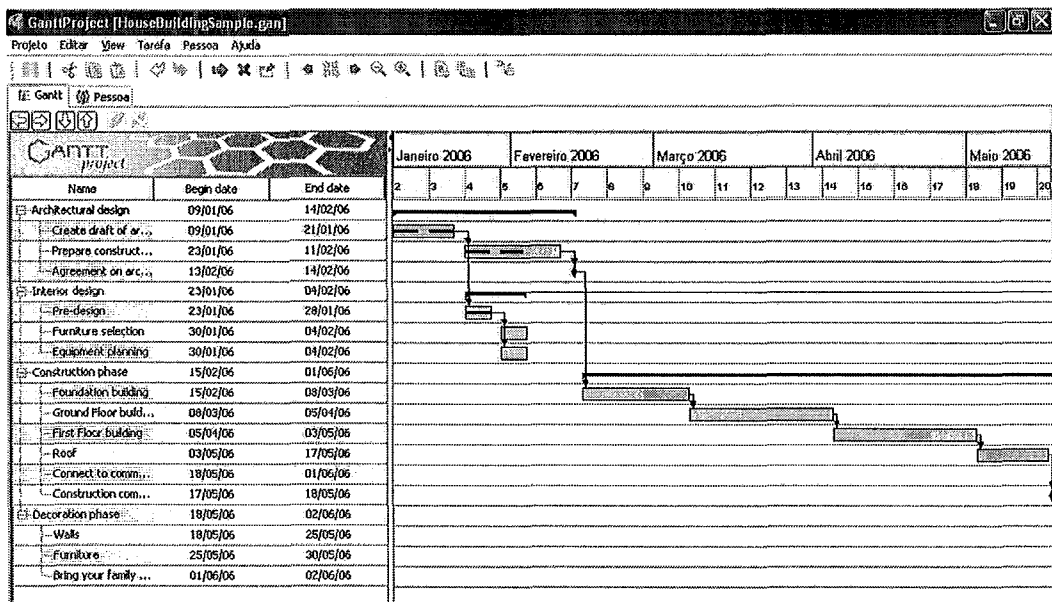 GanttProject [HouseBuildingSample.gan]
Projeto Editar View Tarefa Pessoa Ajuda
Gantt Pessoa
GANTT project
Janeiro 2006 Fevereiro 2006 Março 2006 Abril 2006 Maio 2006
Name Begin date End date 2 3 4 5 6 7 8 9 10 11 12 13 14 15 16 17 18 19 20
Architectural design 09/01/06 14/02/06
Create draft of ar... 09/01/06 21/01/06
Prepare construct... 23/01/06 11/02/06
Agreement on arc... 13/02/06 14/02/06
Interior design 23/01/06 04/02/06
Pre-design 23/01/06 28/01/06
Furniture selection 30/01/06 04/02/06
Equipment planning 30/01/06 04/02/06
Construction phase 15/02/06 01/06/06
Foundation building 15/02/06 08/03/06
Ground Floor build... 08/03/06 05/04/06
First Floor building 05/04/06 03/05/06
Roof 03/05/06 17/05/06
Connect to comm... 18/05/06 01/06/06
Construction com... 17/05/06 18/05/06
Decoration phase 18/05/06 02/06/06
Walls 18/05/06 25/05/06
Furniture 25/05/06 30/05/06
Bring your family ... 01/06/06 02/06/06